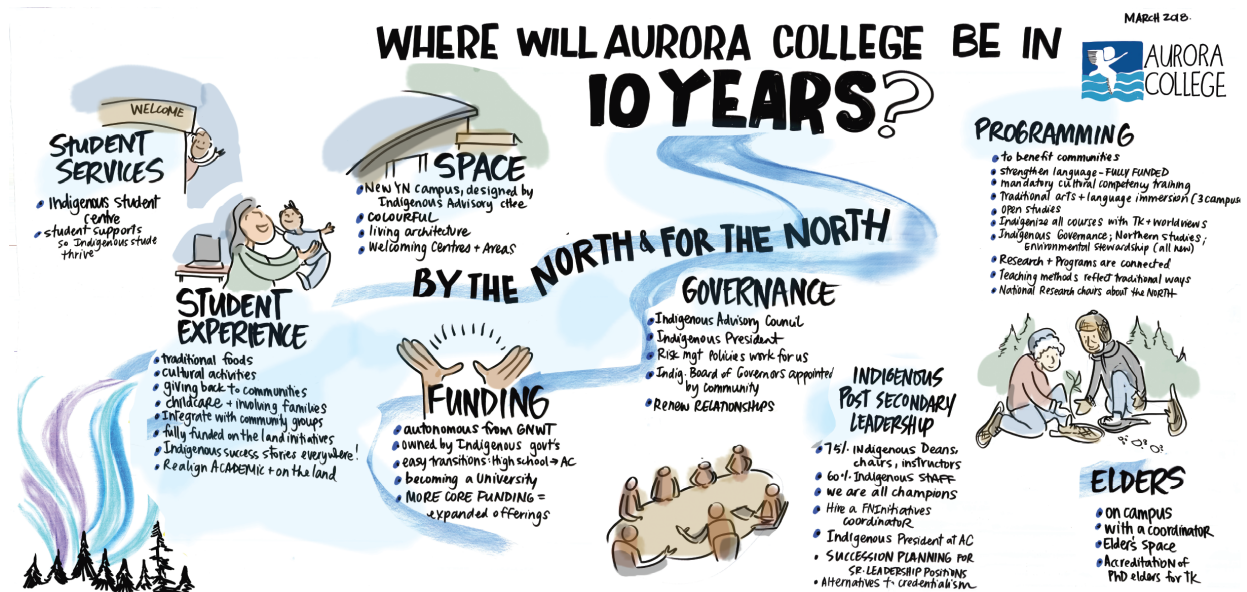 MARCH 2018.
WHERE WILL AURORA COLLEGE BE IN
10 YEARS?
AURORA
COLLEGE
WELCOME
STUDENT
SERVICES
Indigenous student
centre
student supports
so Indigenous stude
thrive
SPACE
New YN campus, designed by
Indigenous Advisory cttee
COLOURFUL
living architecture
Welcoming Centres + Areas
PROGRAMMING
to benefit communities
strengthen language - FULLY FUNDED
mandatory cultural competency training
Traditional arts + language immersion (3 campus
open studies
Indigenize all courses with TK + worldviews
Indigenous Governance; Northern Studies;
Environmental Stewardship (all new)
Research + Programs are connected
Teaching methods reflect traditional ways
National Research chairs about the NORTH
BY THE NORTH & FOR THE NORTH
STUDENT
EXPERIENCE
traditional foods
cultural activities
giving back to communities
childcare + involving families
Integrate with community groups
fully funded on the land initiatives
Indigenous success stories everywhere!
Realign ACADEMIC + on the land
FUNDING
autonomous from GNWT
owned by Indigenous govt's
easy transitions: High school → AC
becoming a University
MORE CORE FUNDING =
expanded offerings
GOVERNANCE
Indigenous Advisory Council
Indigenous President
Risk mgt Policies work for us
Indig. Board of Governors appointed
by community
Renew RELATIONSHIPS
INDIGENOUS
POST SECONDARY
LEADERSHIP
75% Indigenous Deans,
chairs, instructors
60% Indigenous STAFF
we are all champions
Hire a FN Initiatives
coordinatoR
Indigenous President at AC
SUCCESSION PLANNING FOR
SR. LEADERSHIP POSITIONS
Alternatives to credentialism
ELDERS
on campus
with a coordinatoR
Elders space
Accreditation of
PhD elders for TK